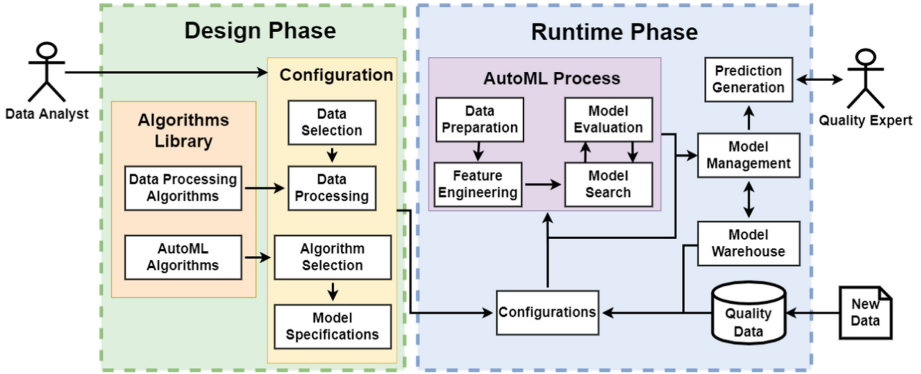 Design Phase
Runtime Phase
Data Analyst
Algorithms
Library
Data Processing
Algorithms
AutoML
Algorithms
Configuration
Data
Selection
Data
Processing
Algorithm
Selection
Model
Specifications
AutoML Process
Data
Preparation
Feature
Engineering
Model
Evaluation
Model
Search
Configurations
Prediction
Generation
Model
Management
Model
Warehouse
Quality
Data
Quality Expert
New
Data